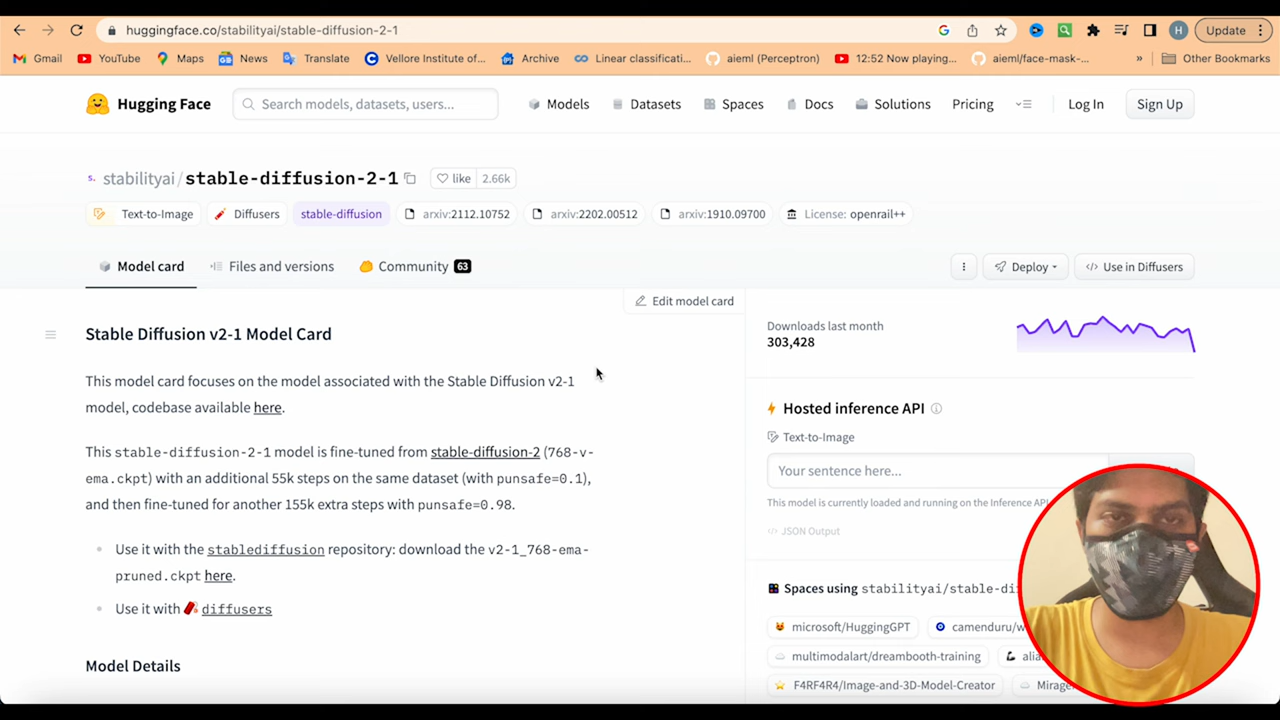 huggingface.co/stabilityai/stable-diffusion-2-1
H
Update
Gmail
YouTube
Maps
News
Translate
Vellore Institute of...
Archive
Linear classificati...
aieml (Perceptron)
12:52 Now playing...
aieml/face-mask-...
»
Other Bookmarks
Hugging Face
Search models, datasets, users...
Models
Datasets
Spaces
Docs
Solutions
Pricing
Log In
Sign Up
s. stabilityai/stable-diffusion-2-1
like 2.66k
Text-to-Image
Diffusers
stable-diffusion
arxiv:2112.10752
arxiv:2202.00512
arxiv:1910.09700
License: openrail++
Model card
Files and versions
Community 63
Deploy
</> Use in Diffusers
Edit model card
Stable Diffusion v2-1 Model Card
This model card focuses on the model associated with the Stable Diffusion v2-1
model, codebase available here.
This stable-diffusion-2-1 model is fine-tuned from stable-diffusion-2 (768-v-
ema.ckpt) with an additional 55k steps on the same dataset (with punsafe=0.1),
and then fine-tuned for another 155k extra steps with punsafe=0.98.
Use it with the stablediffusion repository: download the v2-1_768-ema-
pruned.ckpt here.
Use it with diffusers
Model Details
Downloads last month
303,428
Hosted inference API
Text-to-Image
Your sentence here...
This model is currently loaded and running on the Inference API
</> JSON Output
Spaces using stabilityai/stable-di
microsoft/HuggingGPT
camenduru/w
multimodalart/dreambooth-training
alia
F4RF4R4/Image-and-3D-Model-Creator
Mirage